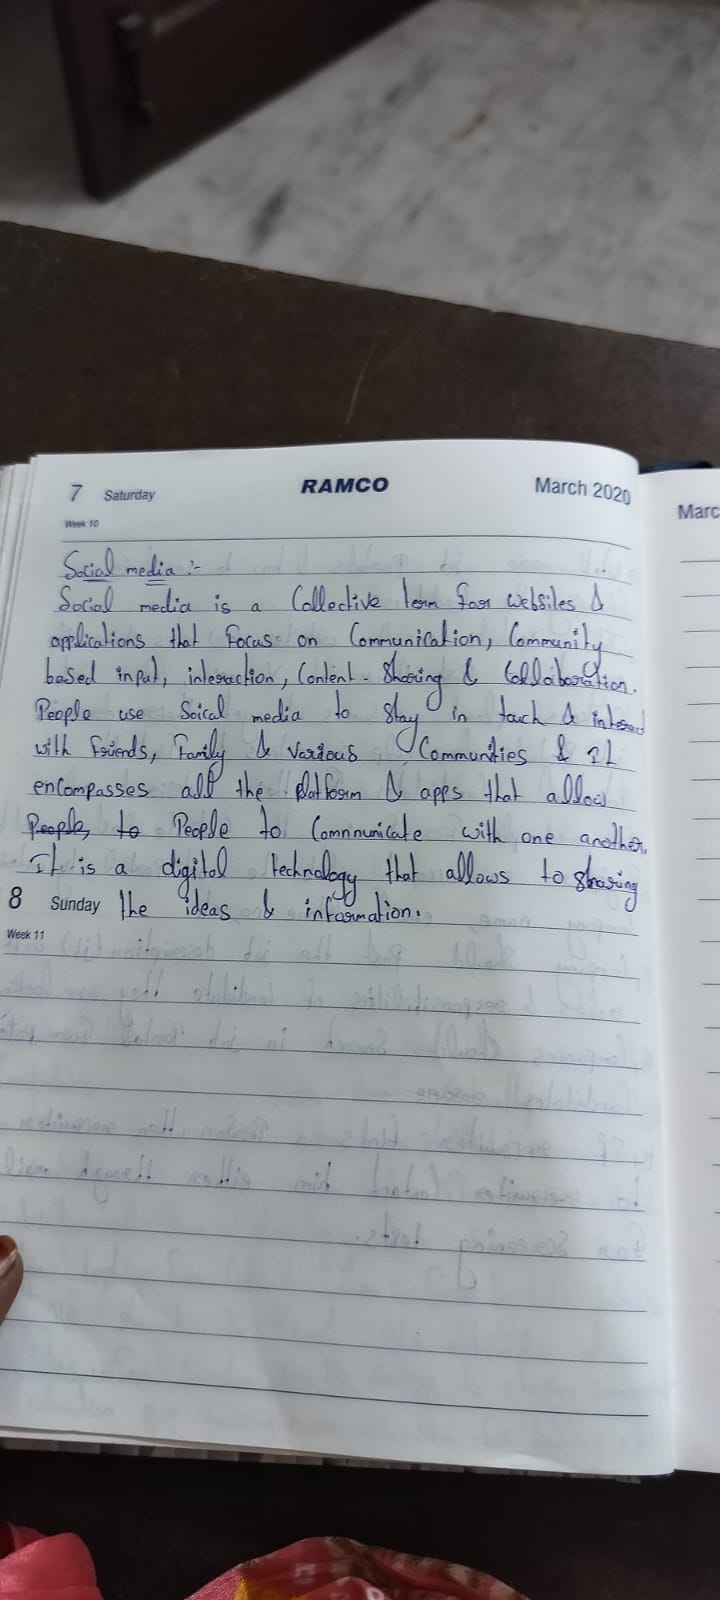 7 Saturday RAMCO March 2020
Week 10
Marc
Social media :-
Social media is a Collective term for websites &
applications that Focus on Communication, Community
based input, interaction, Content - Sharing & Collaboration.
People use Soical media to stay in touch & interact
with Friends, Family & various Communities & It
encompasses all the Platform & apps that allow
People, to People to Commnunicate with one another.
It is a digital technology that allows to sharing
8 Sunday the ideas & information.
Week 11